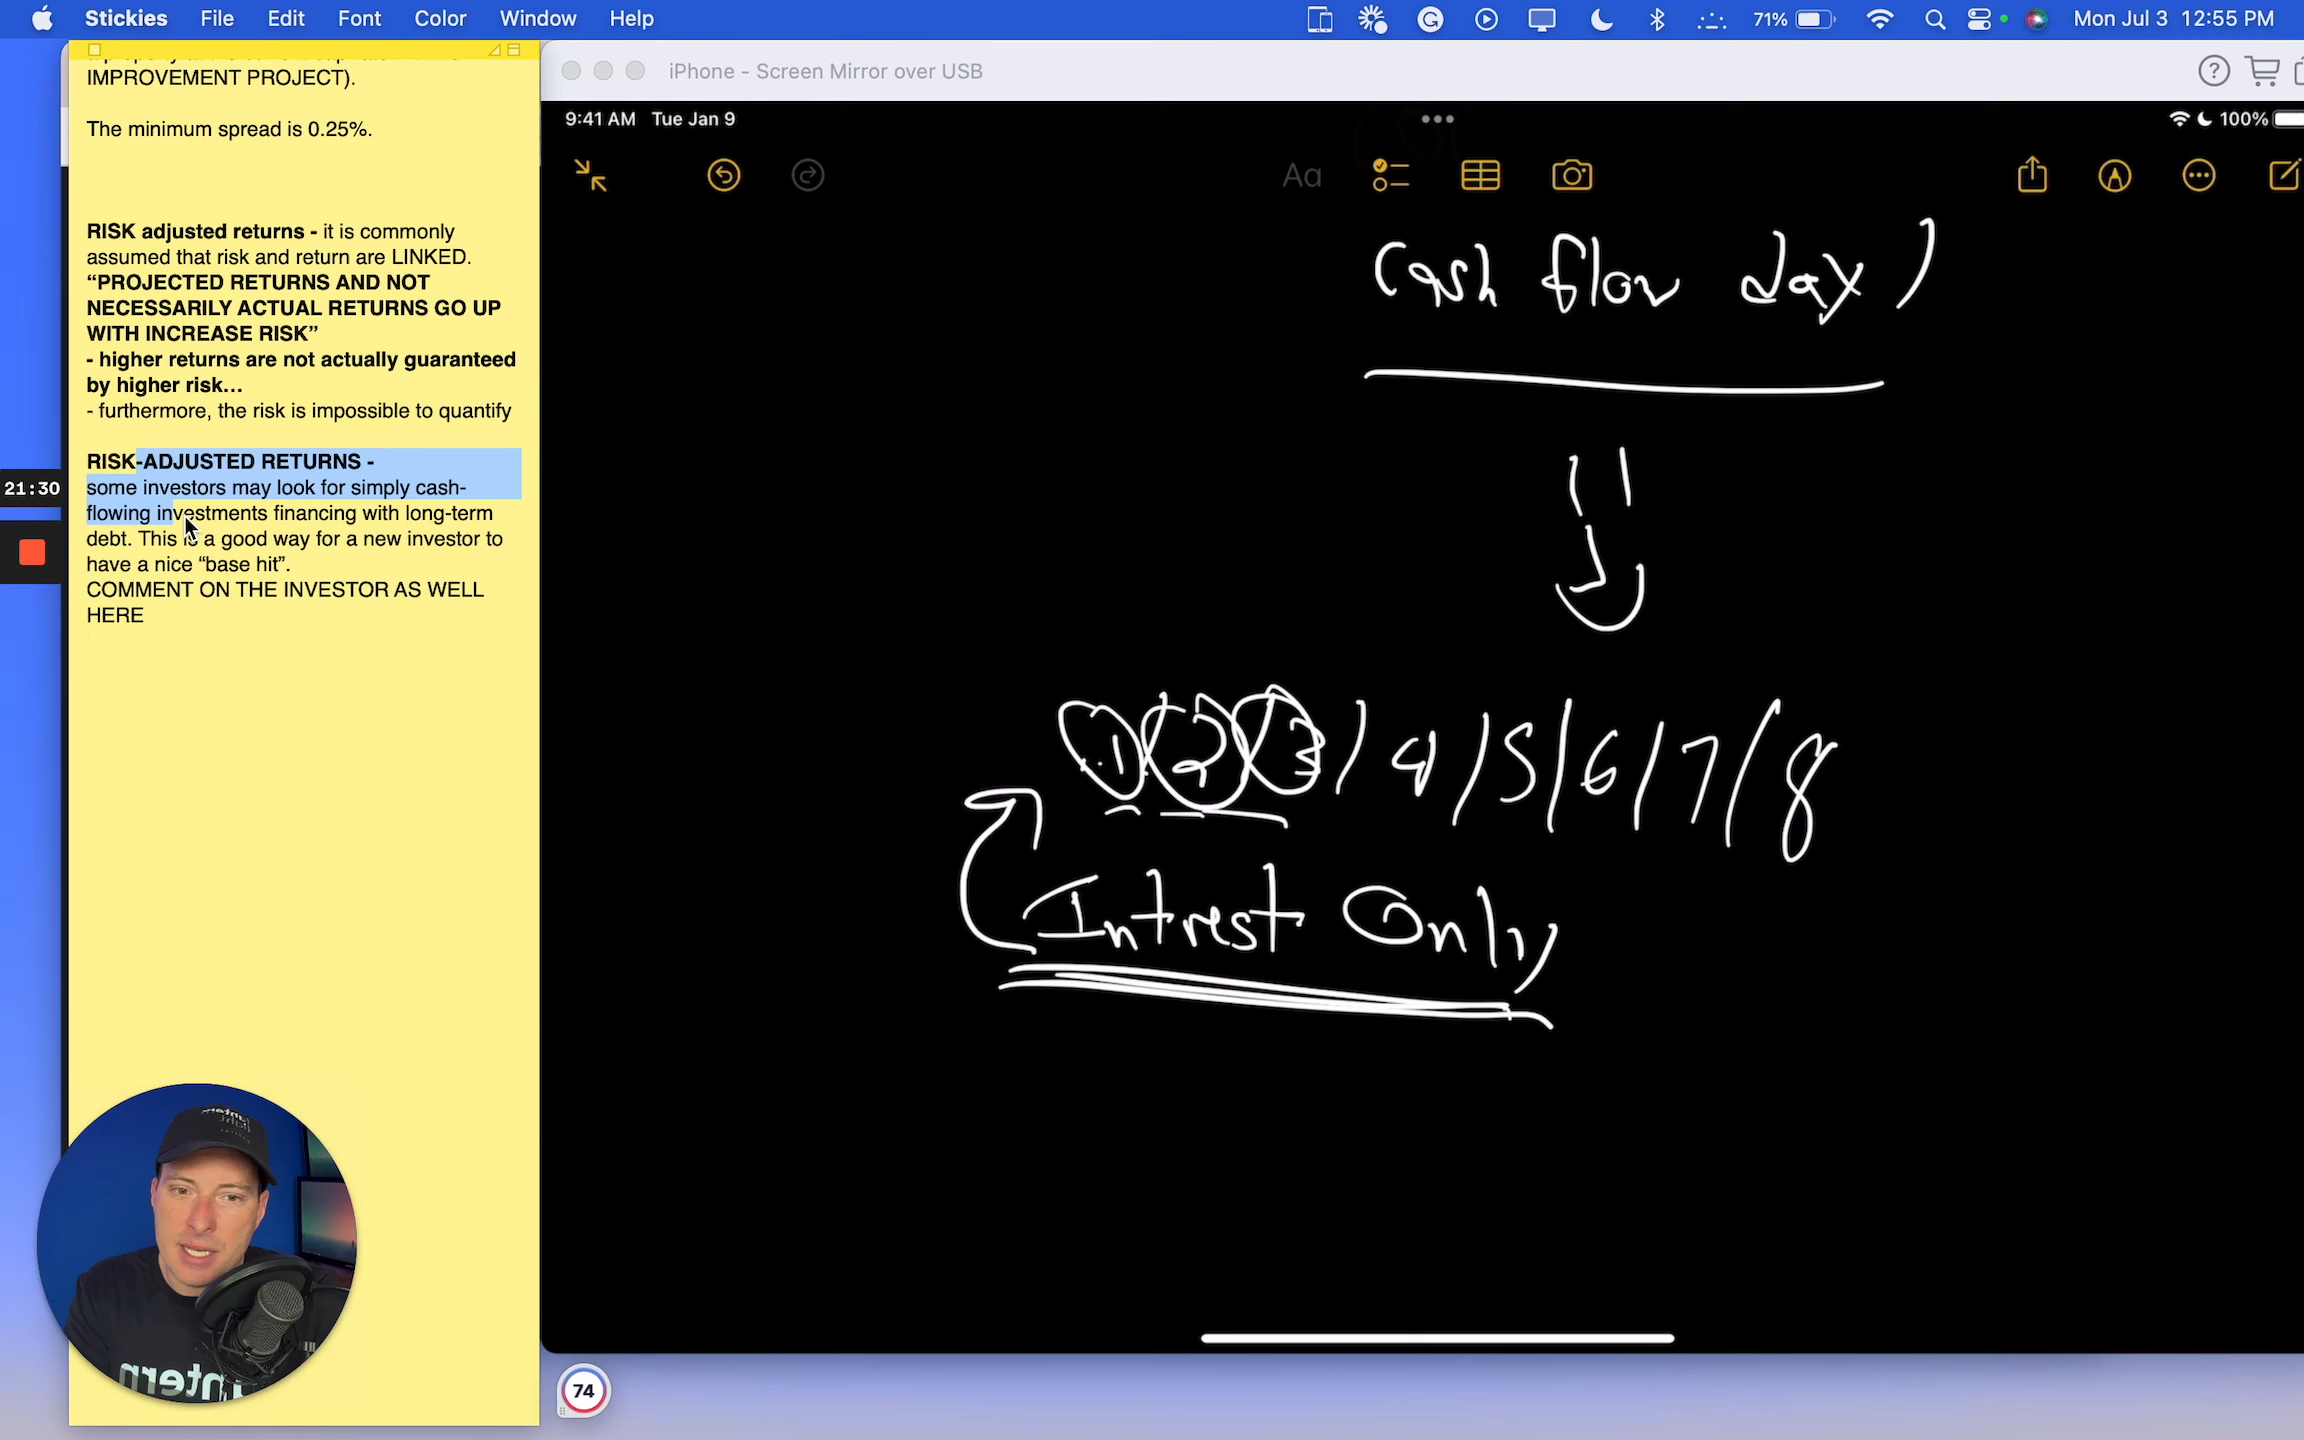 Stickies File Edit Font Color Window Help
71% Mon Jul 3 12:55 PM
IMPROVEMENT PROJECT).
The minimum spread is 0.25%.
RISK adjusted returns - it is commonly
assumed that risk and return are LINKED.
“PROJECTED RETURNS AND NOT
NECESSARILY ACTUAL RETURNS GO UP
WITH INCREASE RISK”
- higher returns are not actually guaranteed
by higher risk...
- furthermore, the risk is impossible to quantify
RISK-ADJUSTED RETURNS -
some investors may look for simply cash-
flowing investments financing with long-term
debt. This is a good way for a new investor to
have a nice “base hit”.
COMMENT ON THE INVESTOR AS WELL
HERE
21:30
iPhone - Screen Mirror over USB
9:41 AM Tue Jan 9
100%
Aa
Cash flow day )
1 2 3 / 4 / 5 / 6 / 7 / 8
Intrest Only
74